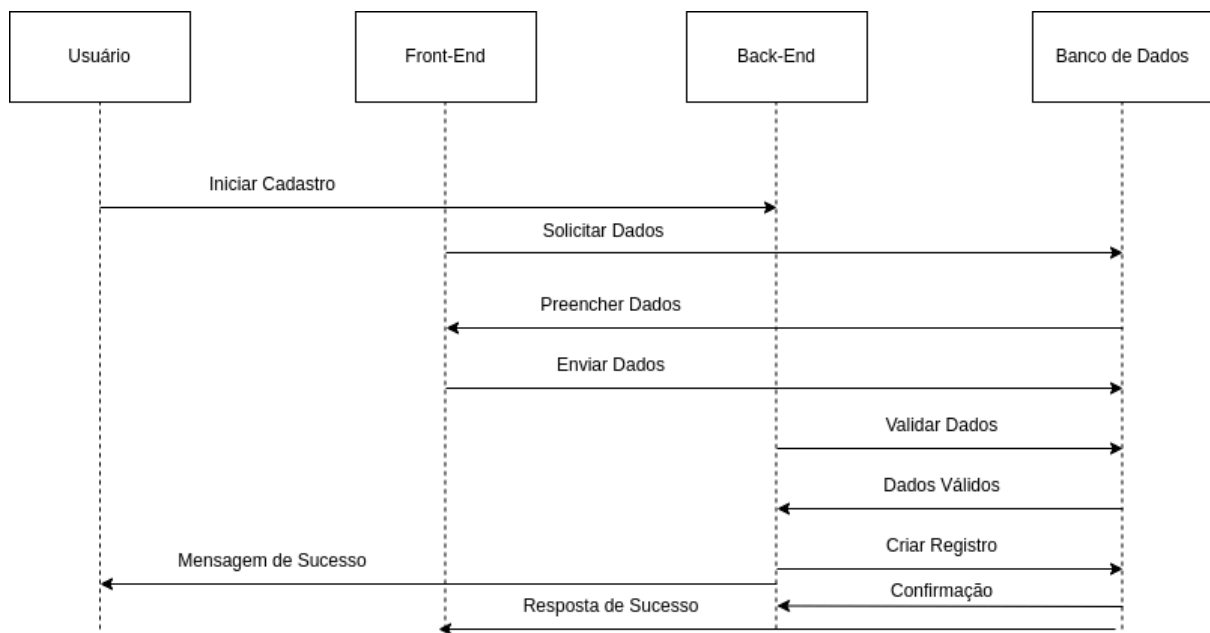 Usuário
Front-End
Back-End
Banco de Dados
Iniciar Cadastro
Solicitar Dados
Preencher Dados
Enviar Dados
Validar Dados
Dados Válidos
Criar Registro
Mensagem de Sucesso
Confirmação
Resposta de Sucesso